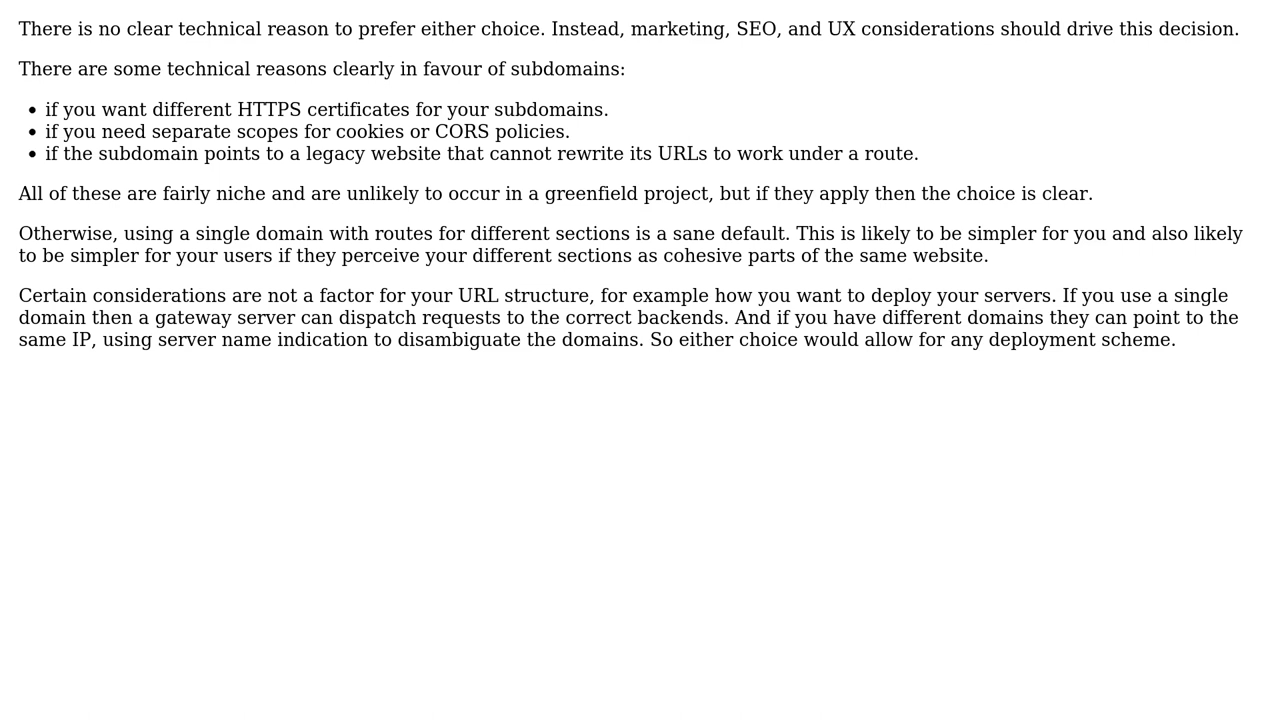 There is no clear technical reason to prefer either choice. Instead, marketing, SEO, and UX considerations should drive this decision.
There are some technical reasons clearly in favour of subdomains:
• if you want different HTTPS certificates for your subdomains.
• if you need separate scopes for cookies or CORS policies.
• if the subdomain points to a legacy website that cannot rewrite its URLs to work under a route.
All of these are fairly niche and are unlikely to occur in a greenfield project, but if they apply then the choice is clear.
Otherwise, using a single domain with routes for different sections is a sane default. This is likely to be simpler for you and also likely
to be simpler for your users if they perceive your different sections as cohesive parts of the same website.
Certain considerations are not a factor for your URL structure, for example how you want to deploy your servers. If you use a single
domain then a gateway server can dispatch requests to the correct backends. And if you have different domains they can point to the
same IP, using server name indication to disambiguate the domains. So either choice would allow for any deployment scheme.